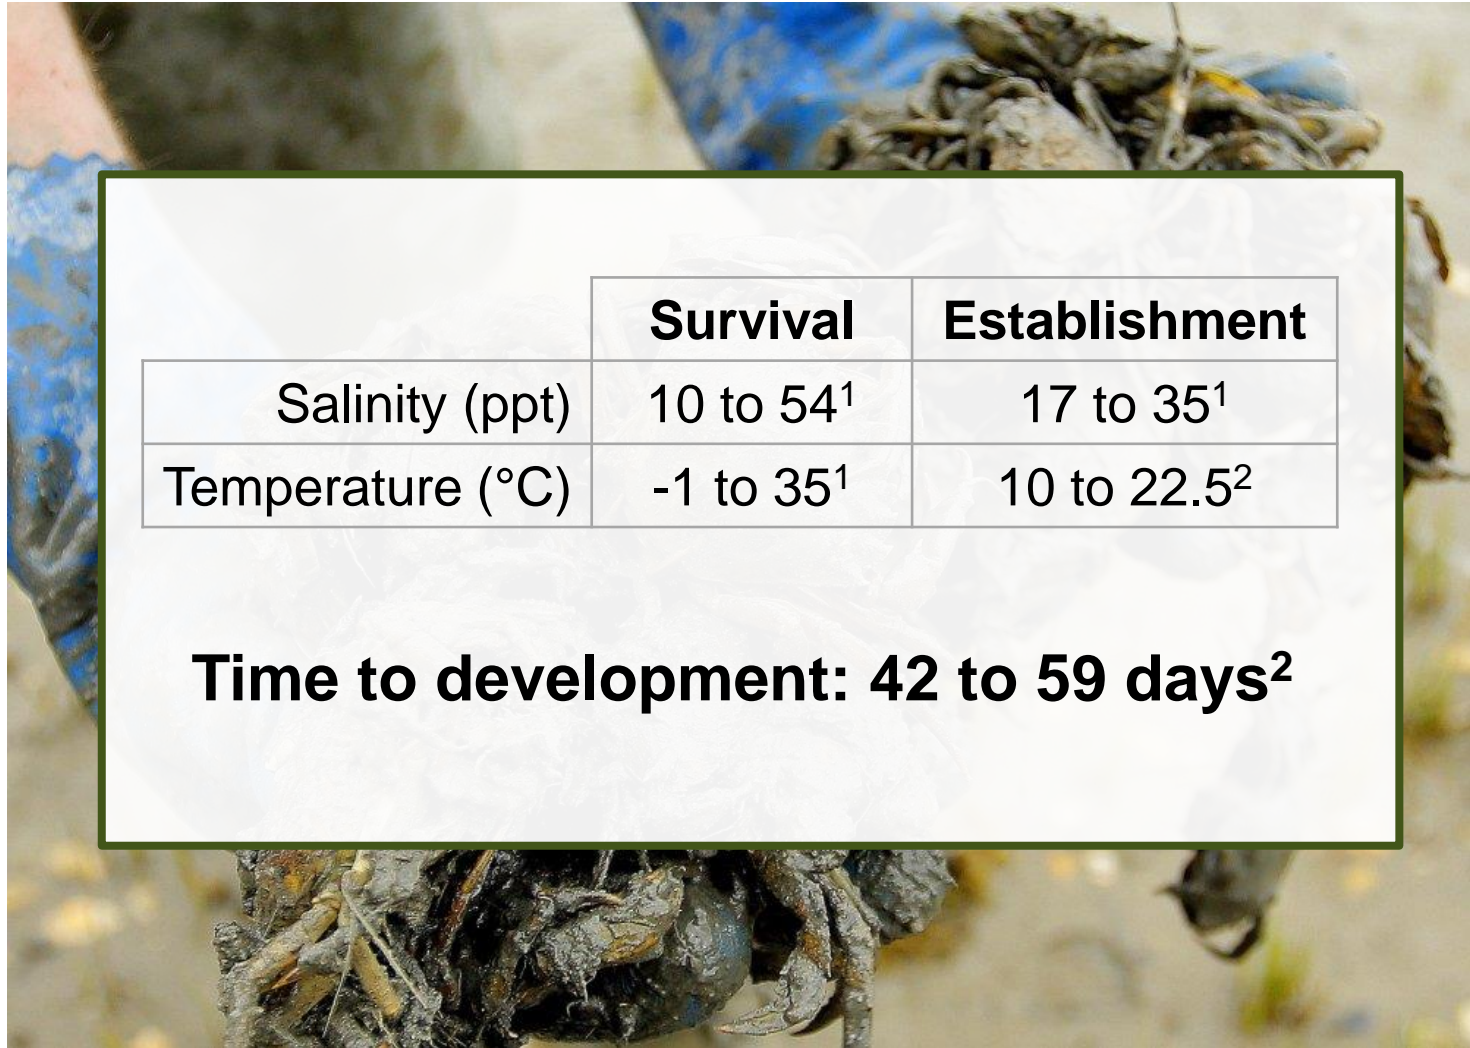 Survival Establishment
Salinity (ppt) 10 to 54¹ 17 to 35¹
Temperature (°C) -1 to 35¹ 10 to 22.5²
Time to development: 42 to 59 days²